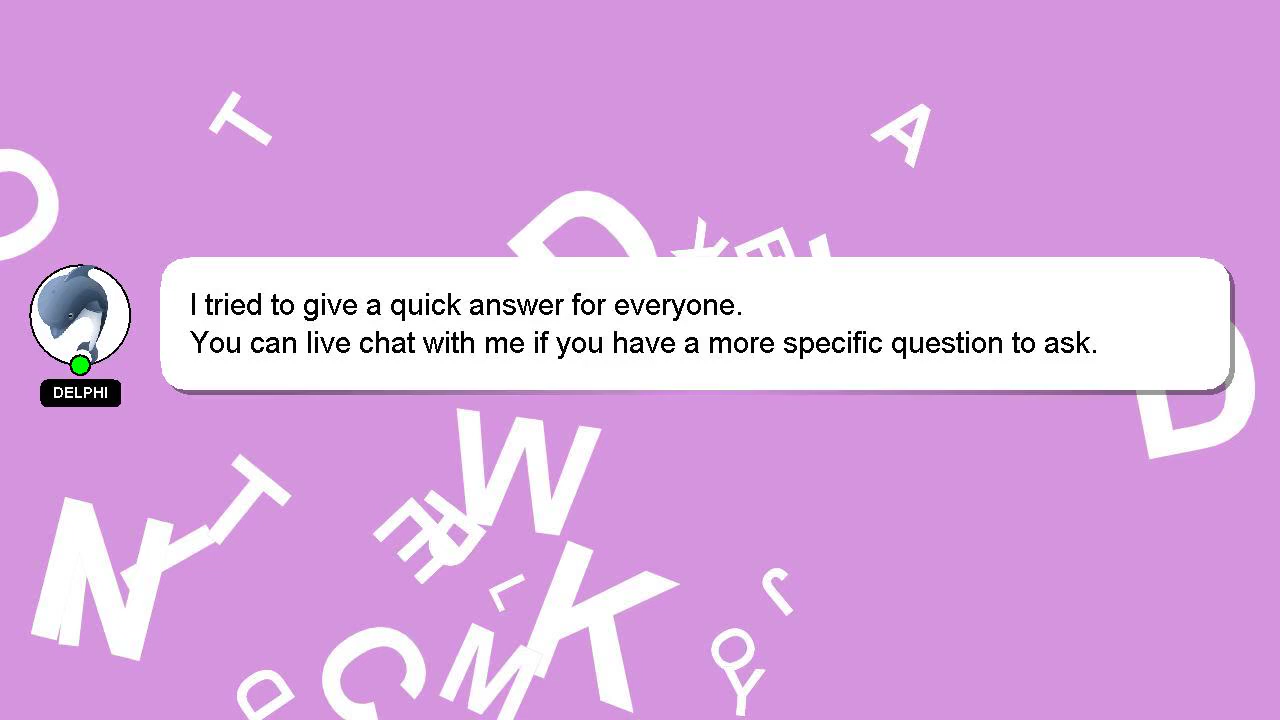 T
A
O
D
K
E
I tried to give a quick answer for everyone.
You can live chat with me if you have a more specific question to ask.
DELPHI
D
W
T
N
Y
E
R
L
K
J
C
M
O
Y
D